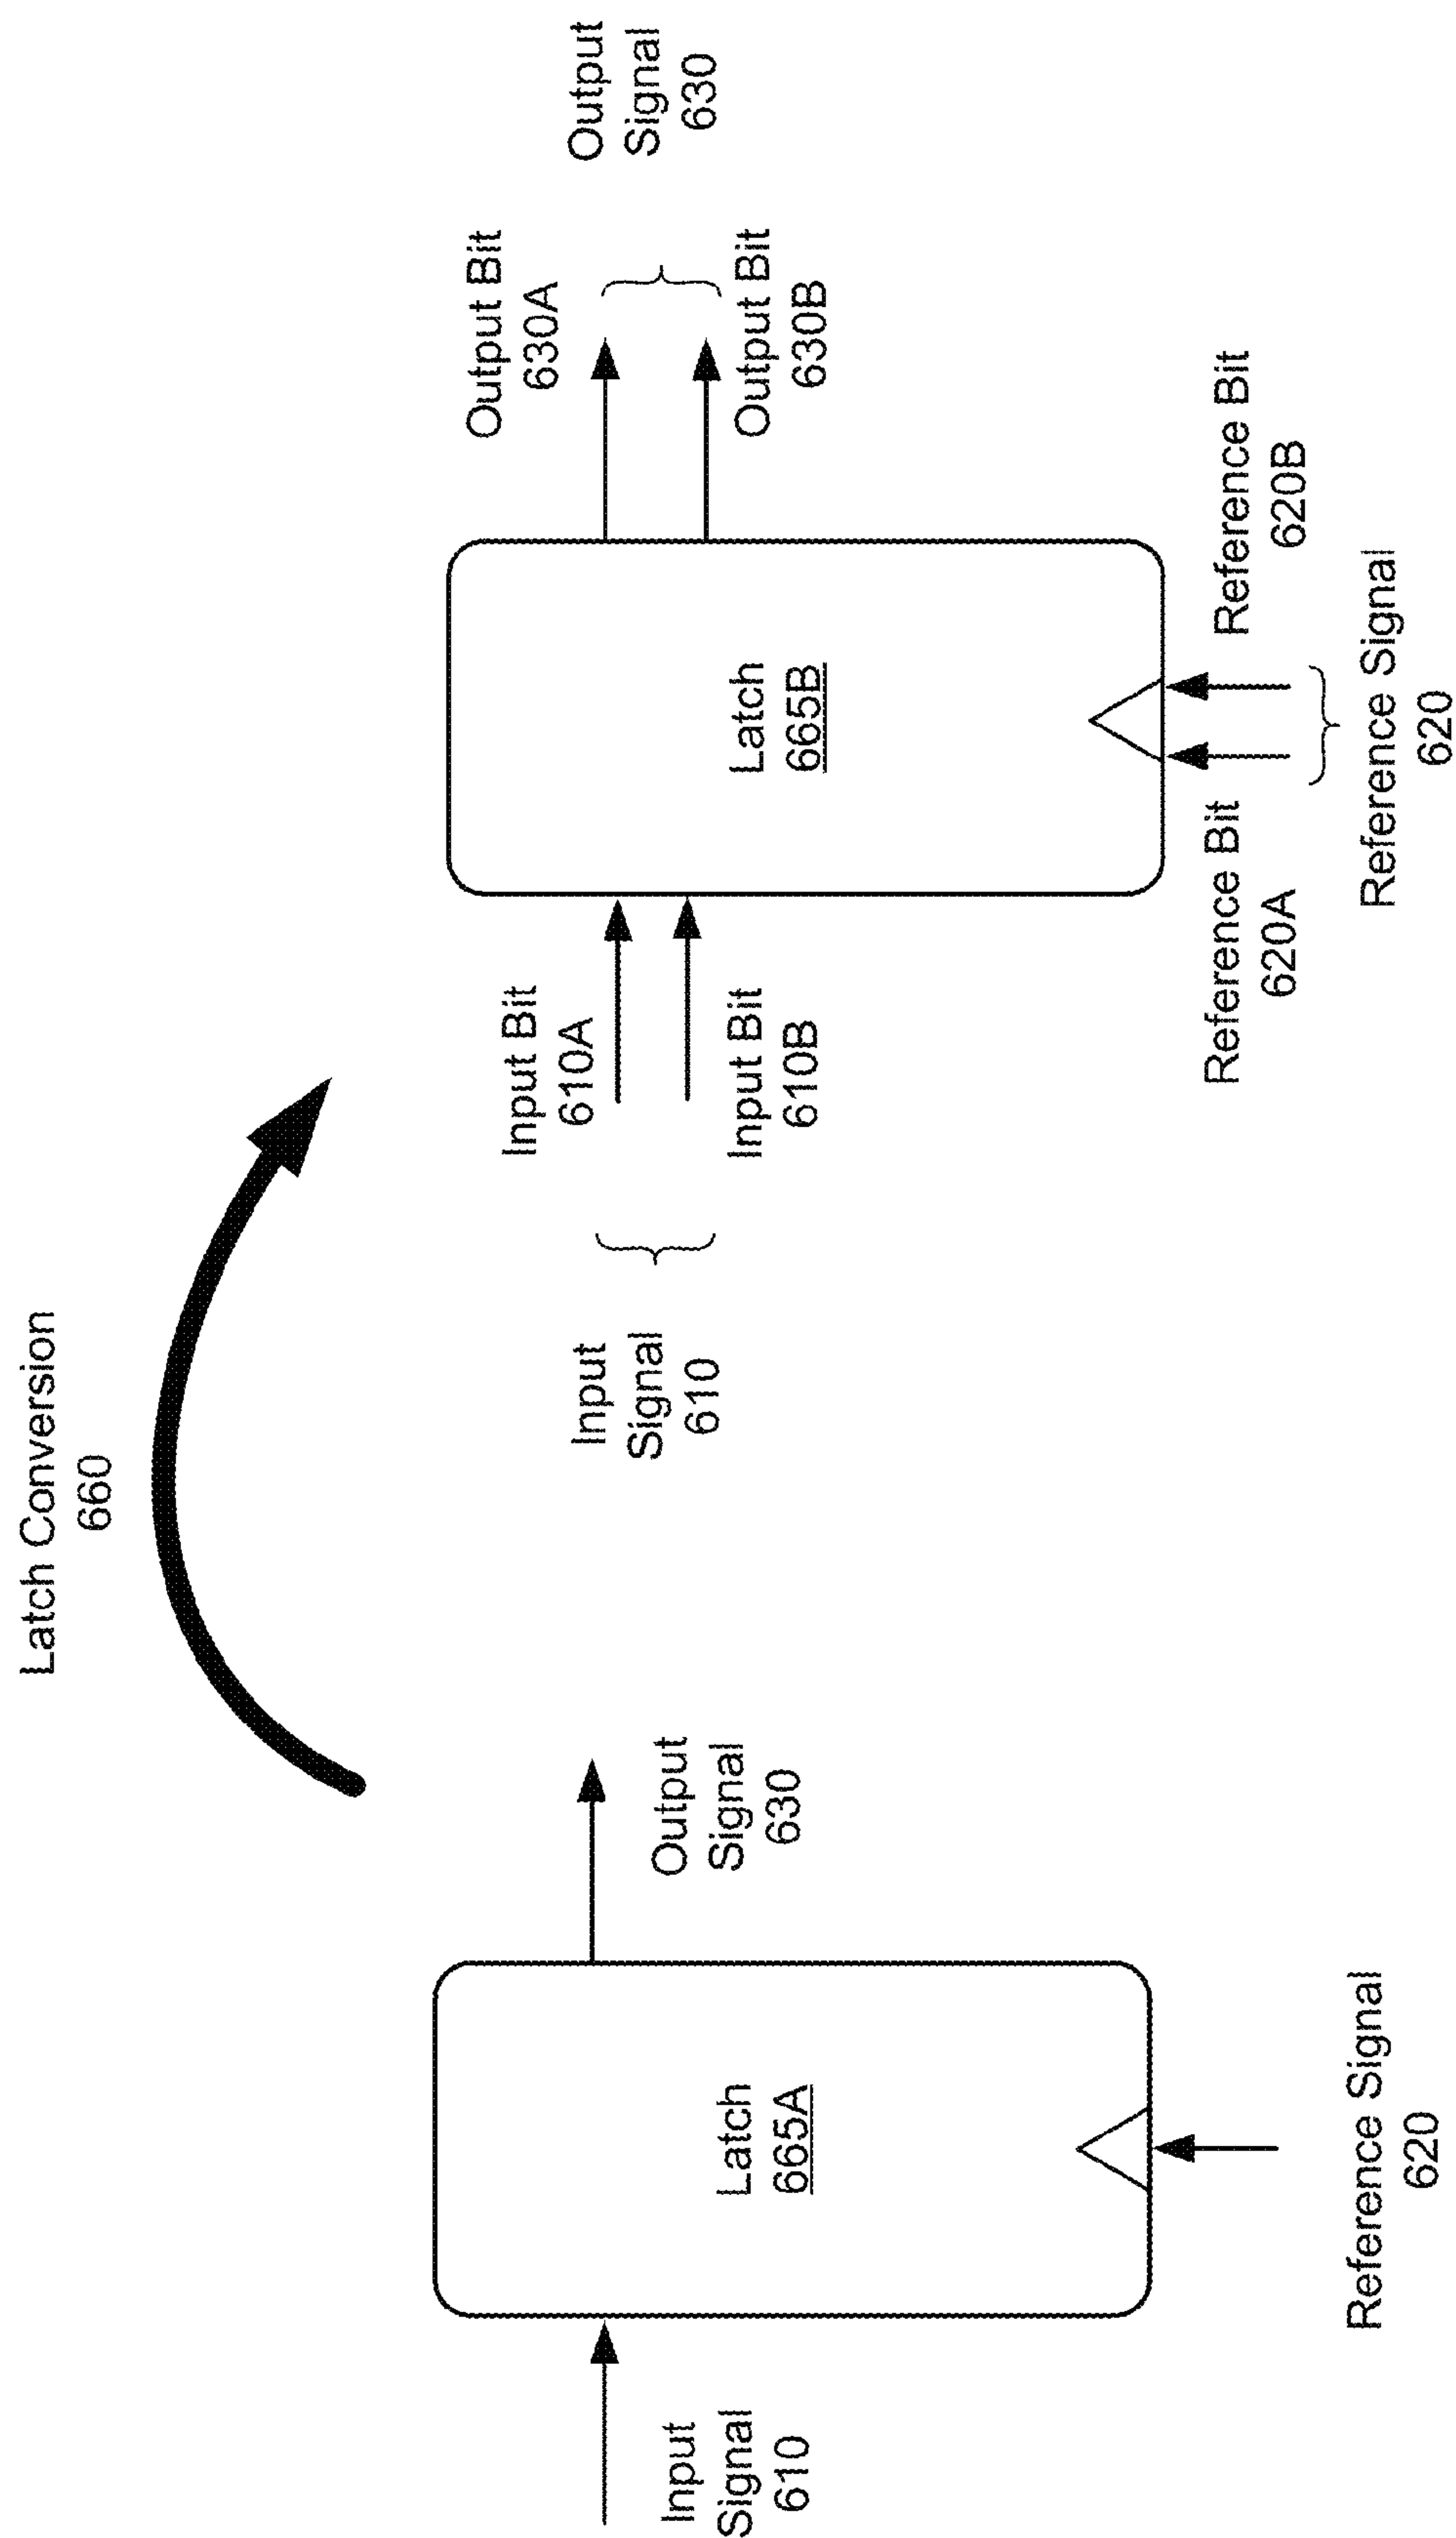 Latch Conversion
660
Input
Signal
610
Latch
665A
Output
Signal
630
Reference Signal
620
Input
Signal
610
Input Bit
610A
Input Bit
610B
Latch
665B
Output Bit
630A
Output Bit
630B
Output
Signal
630
Reference Bit
620A
Reference Bit
620B
Reference Signal
620